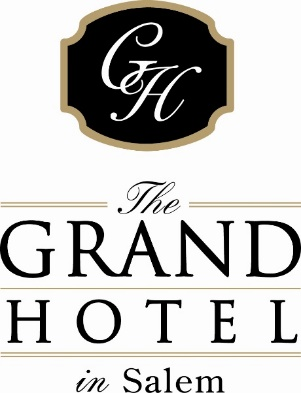 GH
The
GRAND
HOTEL
in Salem